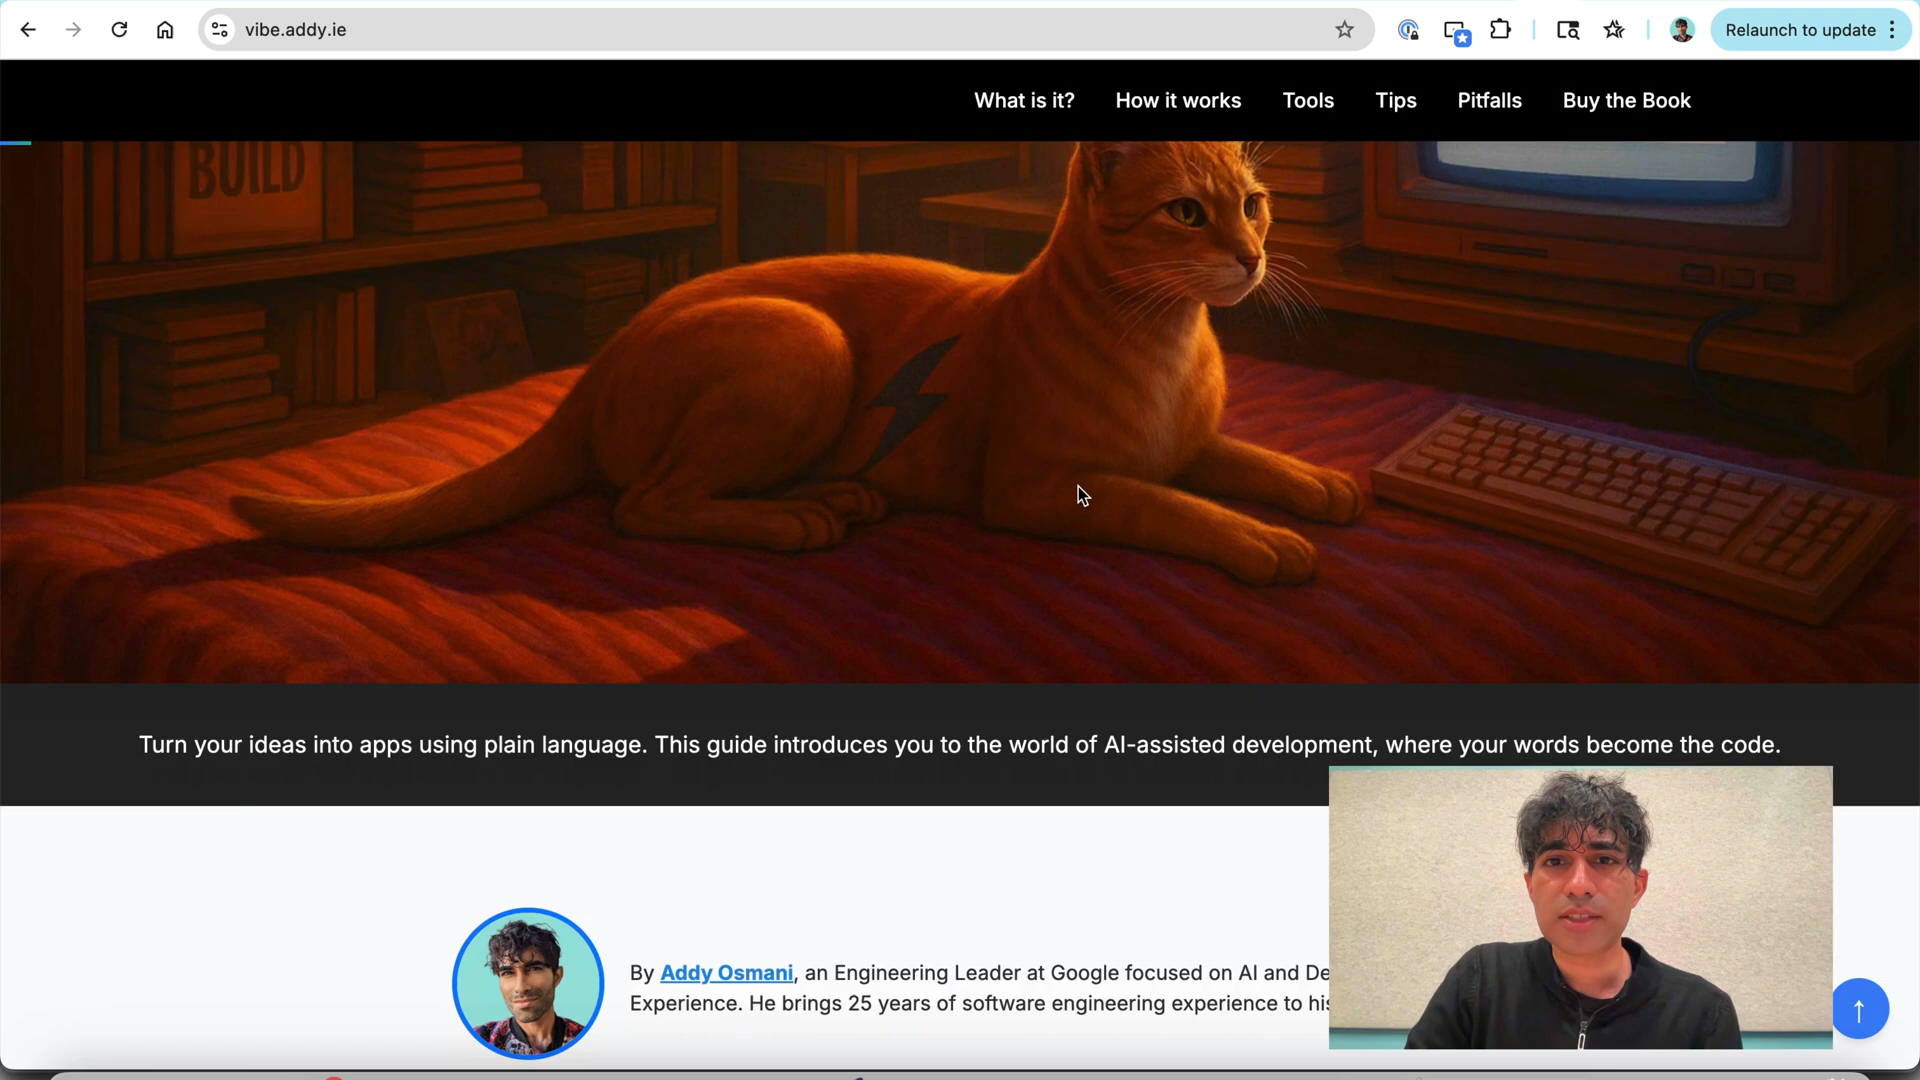 vibe.addy.ie
Relaunch to update
What is it?
How it works
Tools
Tips
Pitfalls
Buy the Book
BUILD
Turn your ideas into apps using plain language. This guide introduces you to the world of AI-assisted development, where your words become the code.
By Addy Osmani, an Engineering Leader at Google focused on AI and De
Experience. He brings 25 years of software engineering experience to his